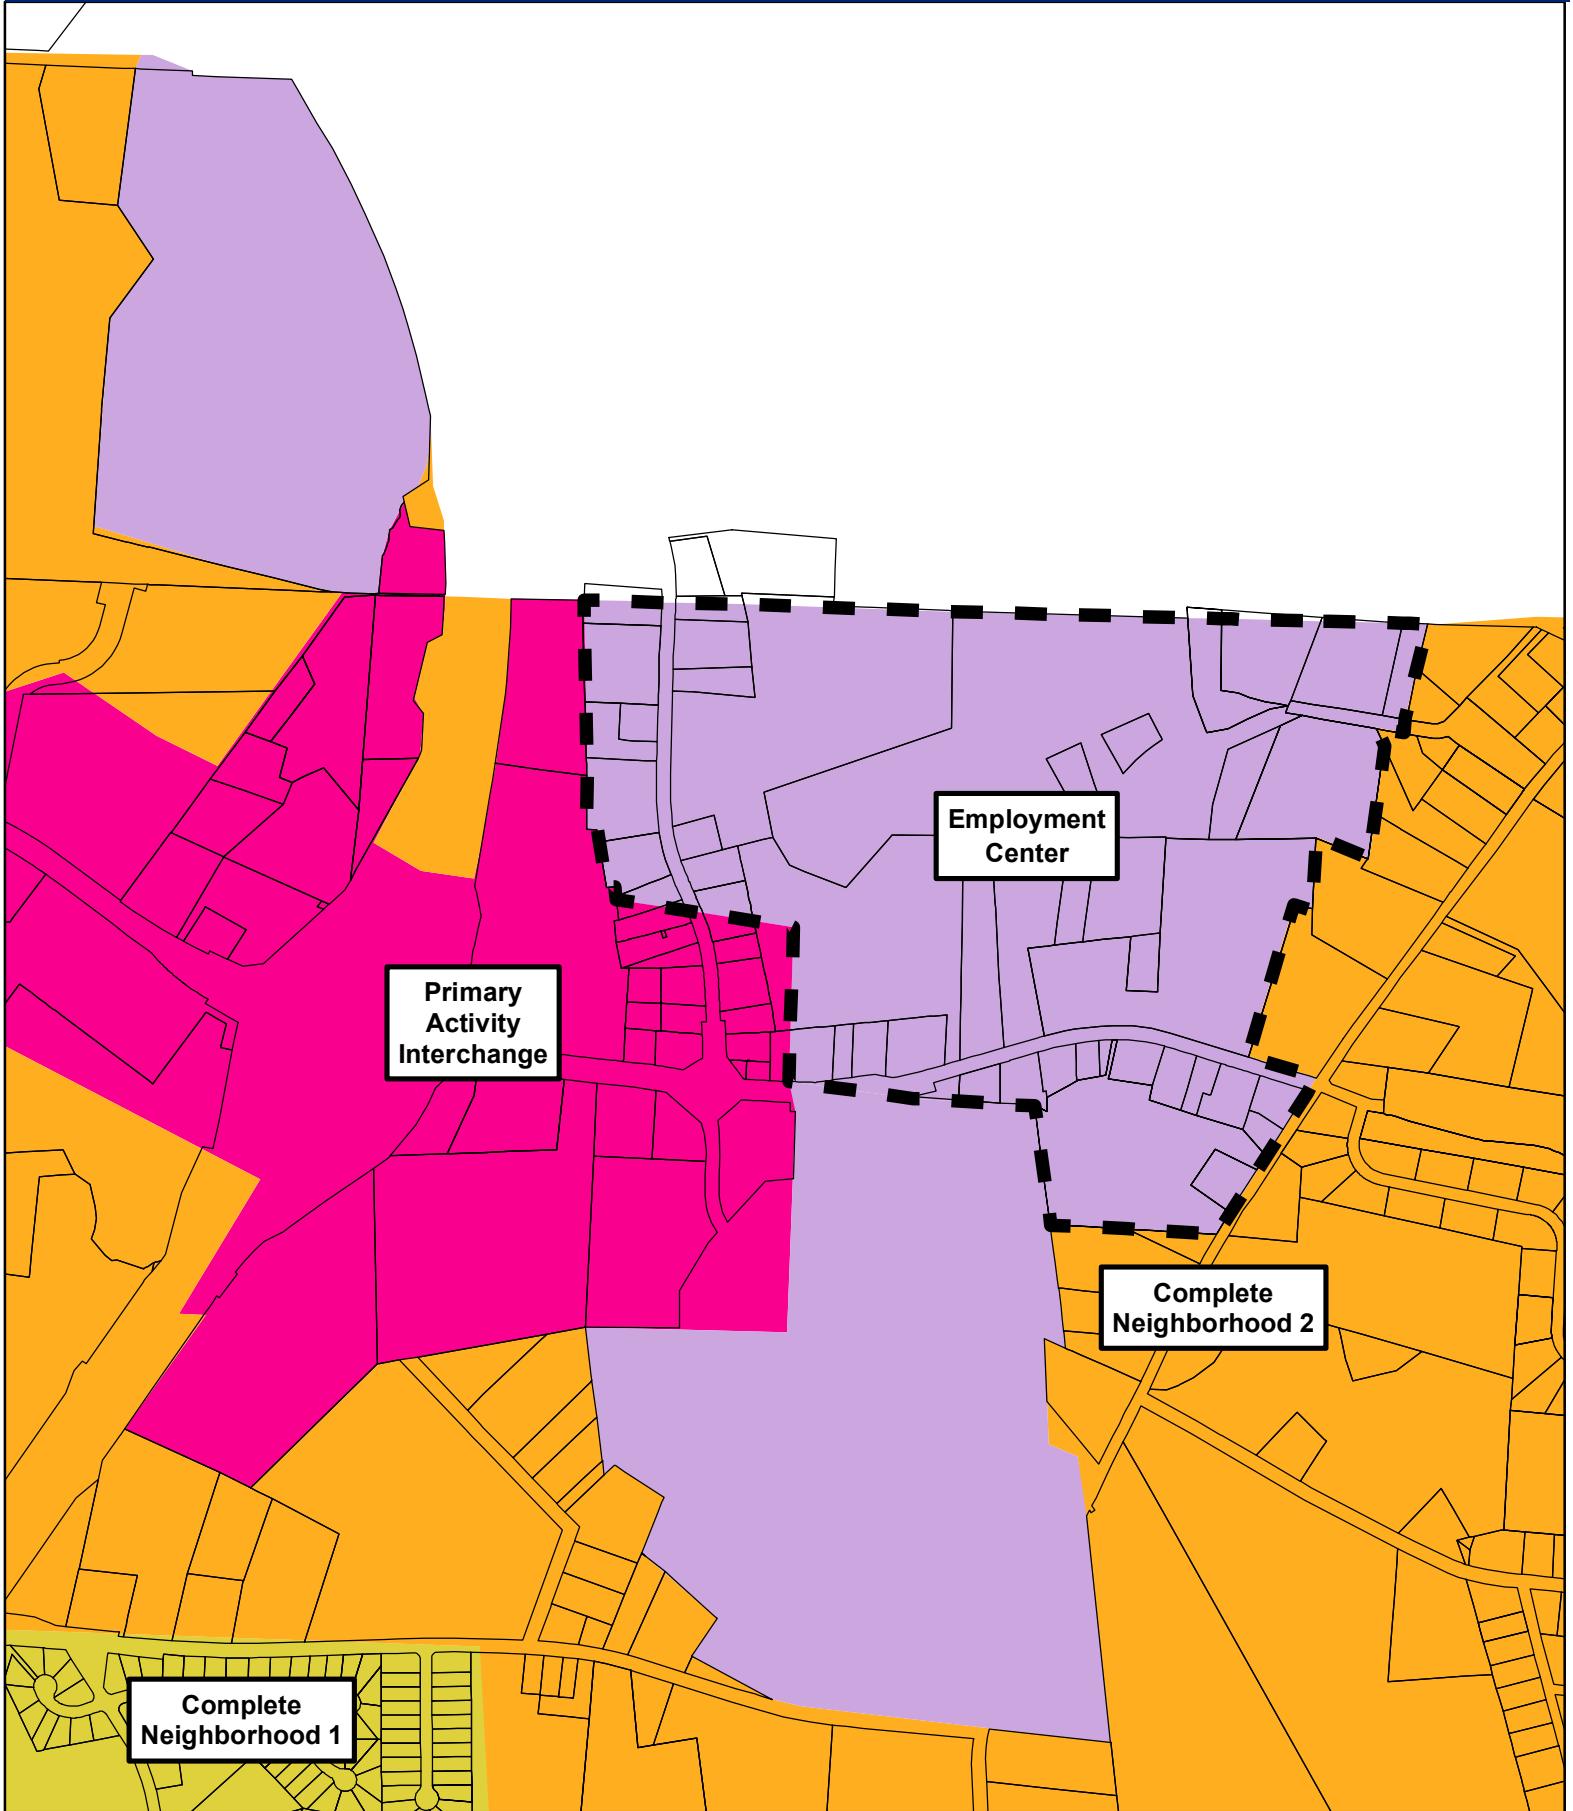 Employment
Center
Primary
Activity
Interchange
Complete
Neighborhood 2
Complete
Neighborhood 1